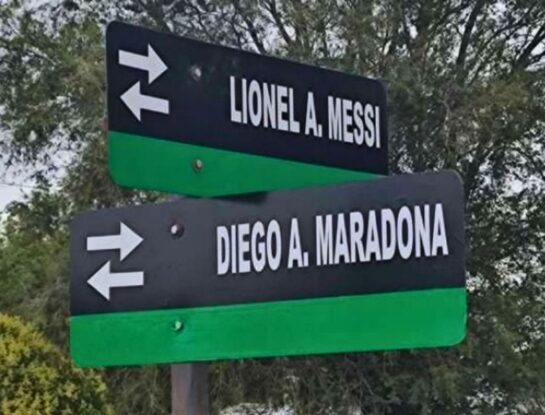 LIONEL A. MESSI
DIEGO A. MARADONA